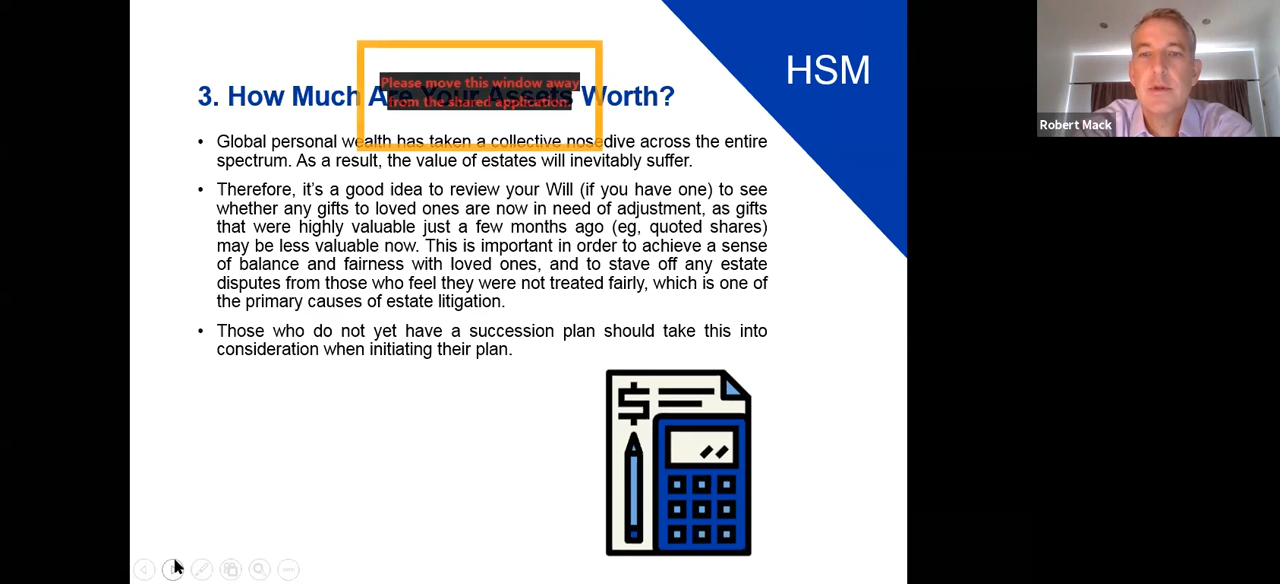 HSM
3. How Much Are Your Assets Worth?
Please move this window away
from the shared application.
• Global personal wealth has taken a collective nosedive across the entire
spectrum. As a result, the value of estates will inevitably suffer.
• Therefore, it’s a good idea to review your Will (if you have one) to see
whether any gifts to loved ones are now in need of adjustment, as gifts
that were highly valuable just a few months ago (eg, quoted shares)
may be less valuable now. This is important in order to achieve a sense
of balance and fairness with loved ones, and to stave off any estate
disputes from those who feel they were not treated fairly, which is one of
the primary causes of estate litigation.
• Those who do not yet have a succession plan should take this into
consideration when initiating their plan.
$
Robert Mack